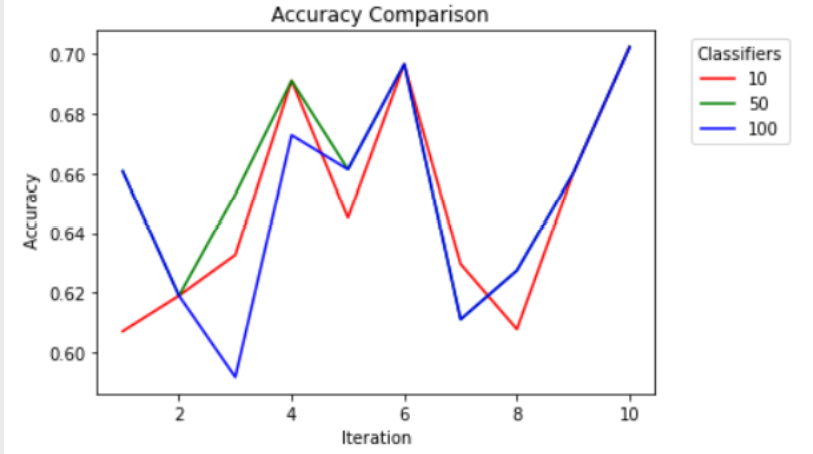 Accuracy Comparison
0.70
0.68
0.66
0.64
0.62
0.60
Accuracy
2 4 6 8 10
Iteration
Classifiers
10
50
100